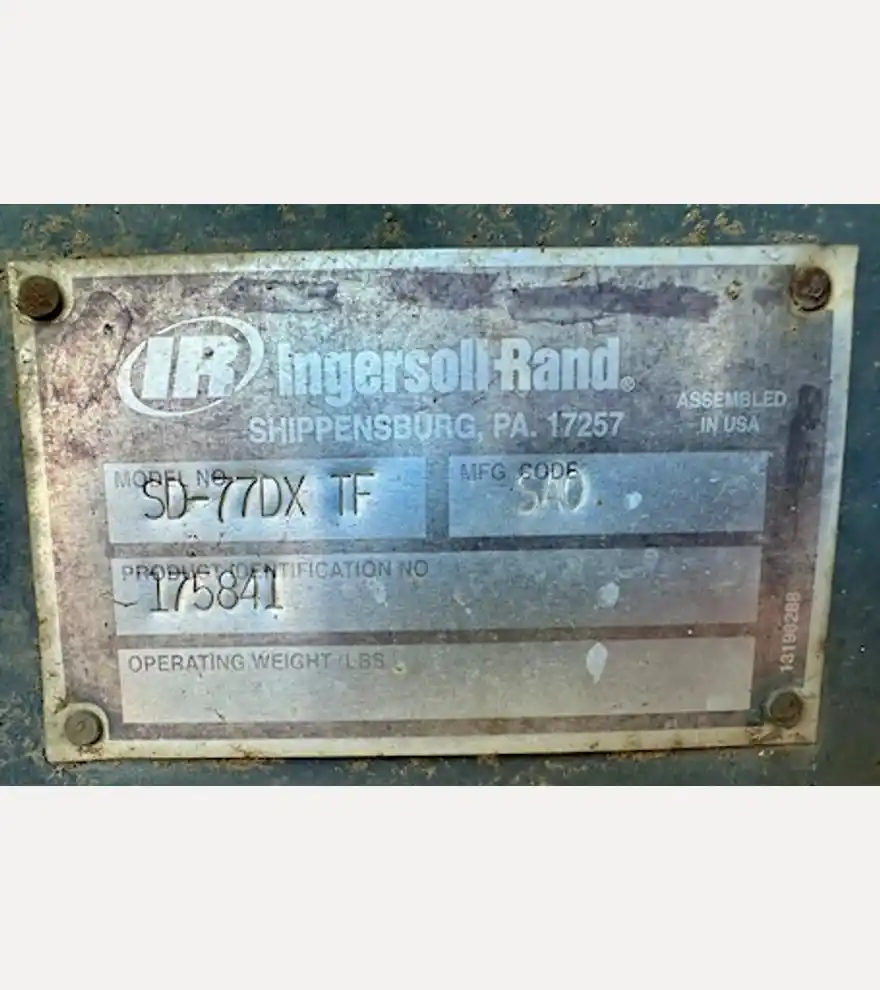 IR Ingersoll-Rand®
SHIPPENSBURG, PA. 17257
ASSEMBLED
IN USA
MODEL NO.
SD-77DX TF
MFG CODE
SAO
PRODUCT IDENTIFICATION NO
175841
OPERATING WEIGHT /LBS